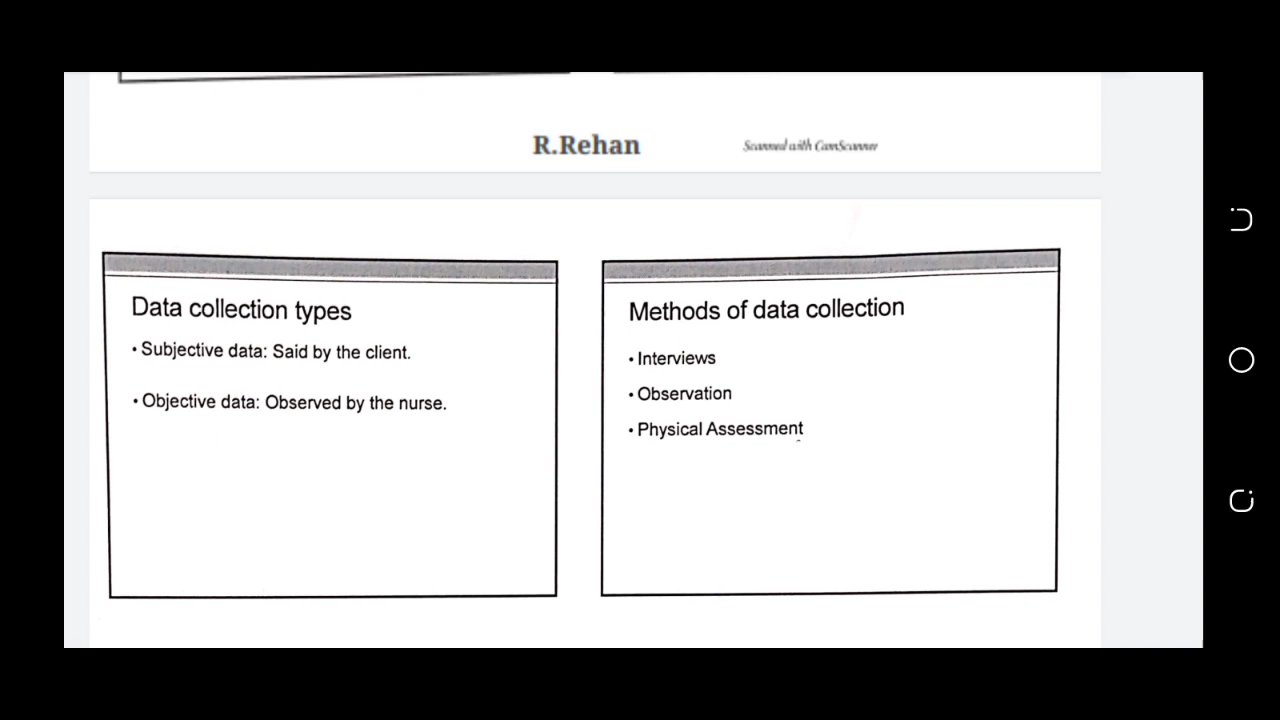 R.Rehan
Scanned with CamScanner
Data collection types
• Subjective data: Said by the client.
• Objective data: Observed by the nurse.
Methods of data collection
• Interviews
• Observation
• Physical Assessment